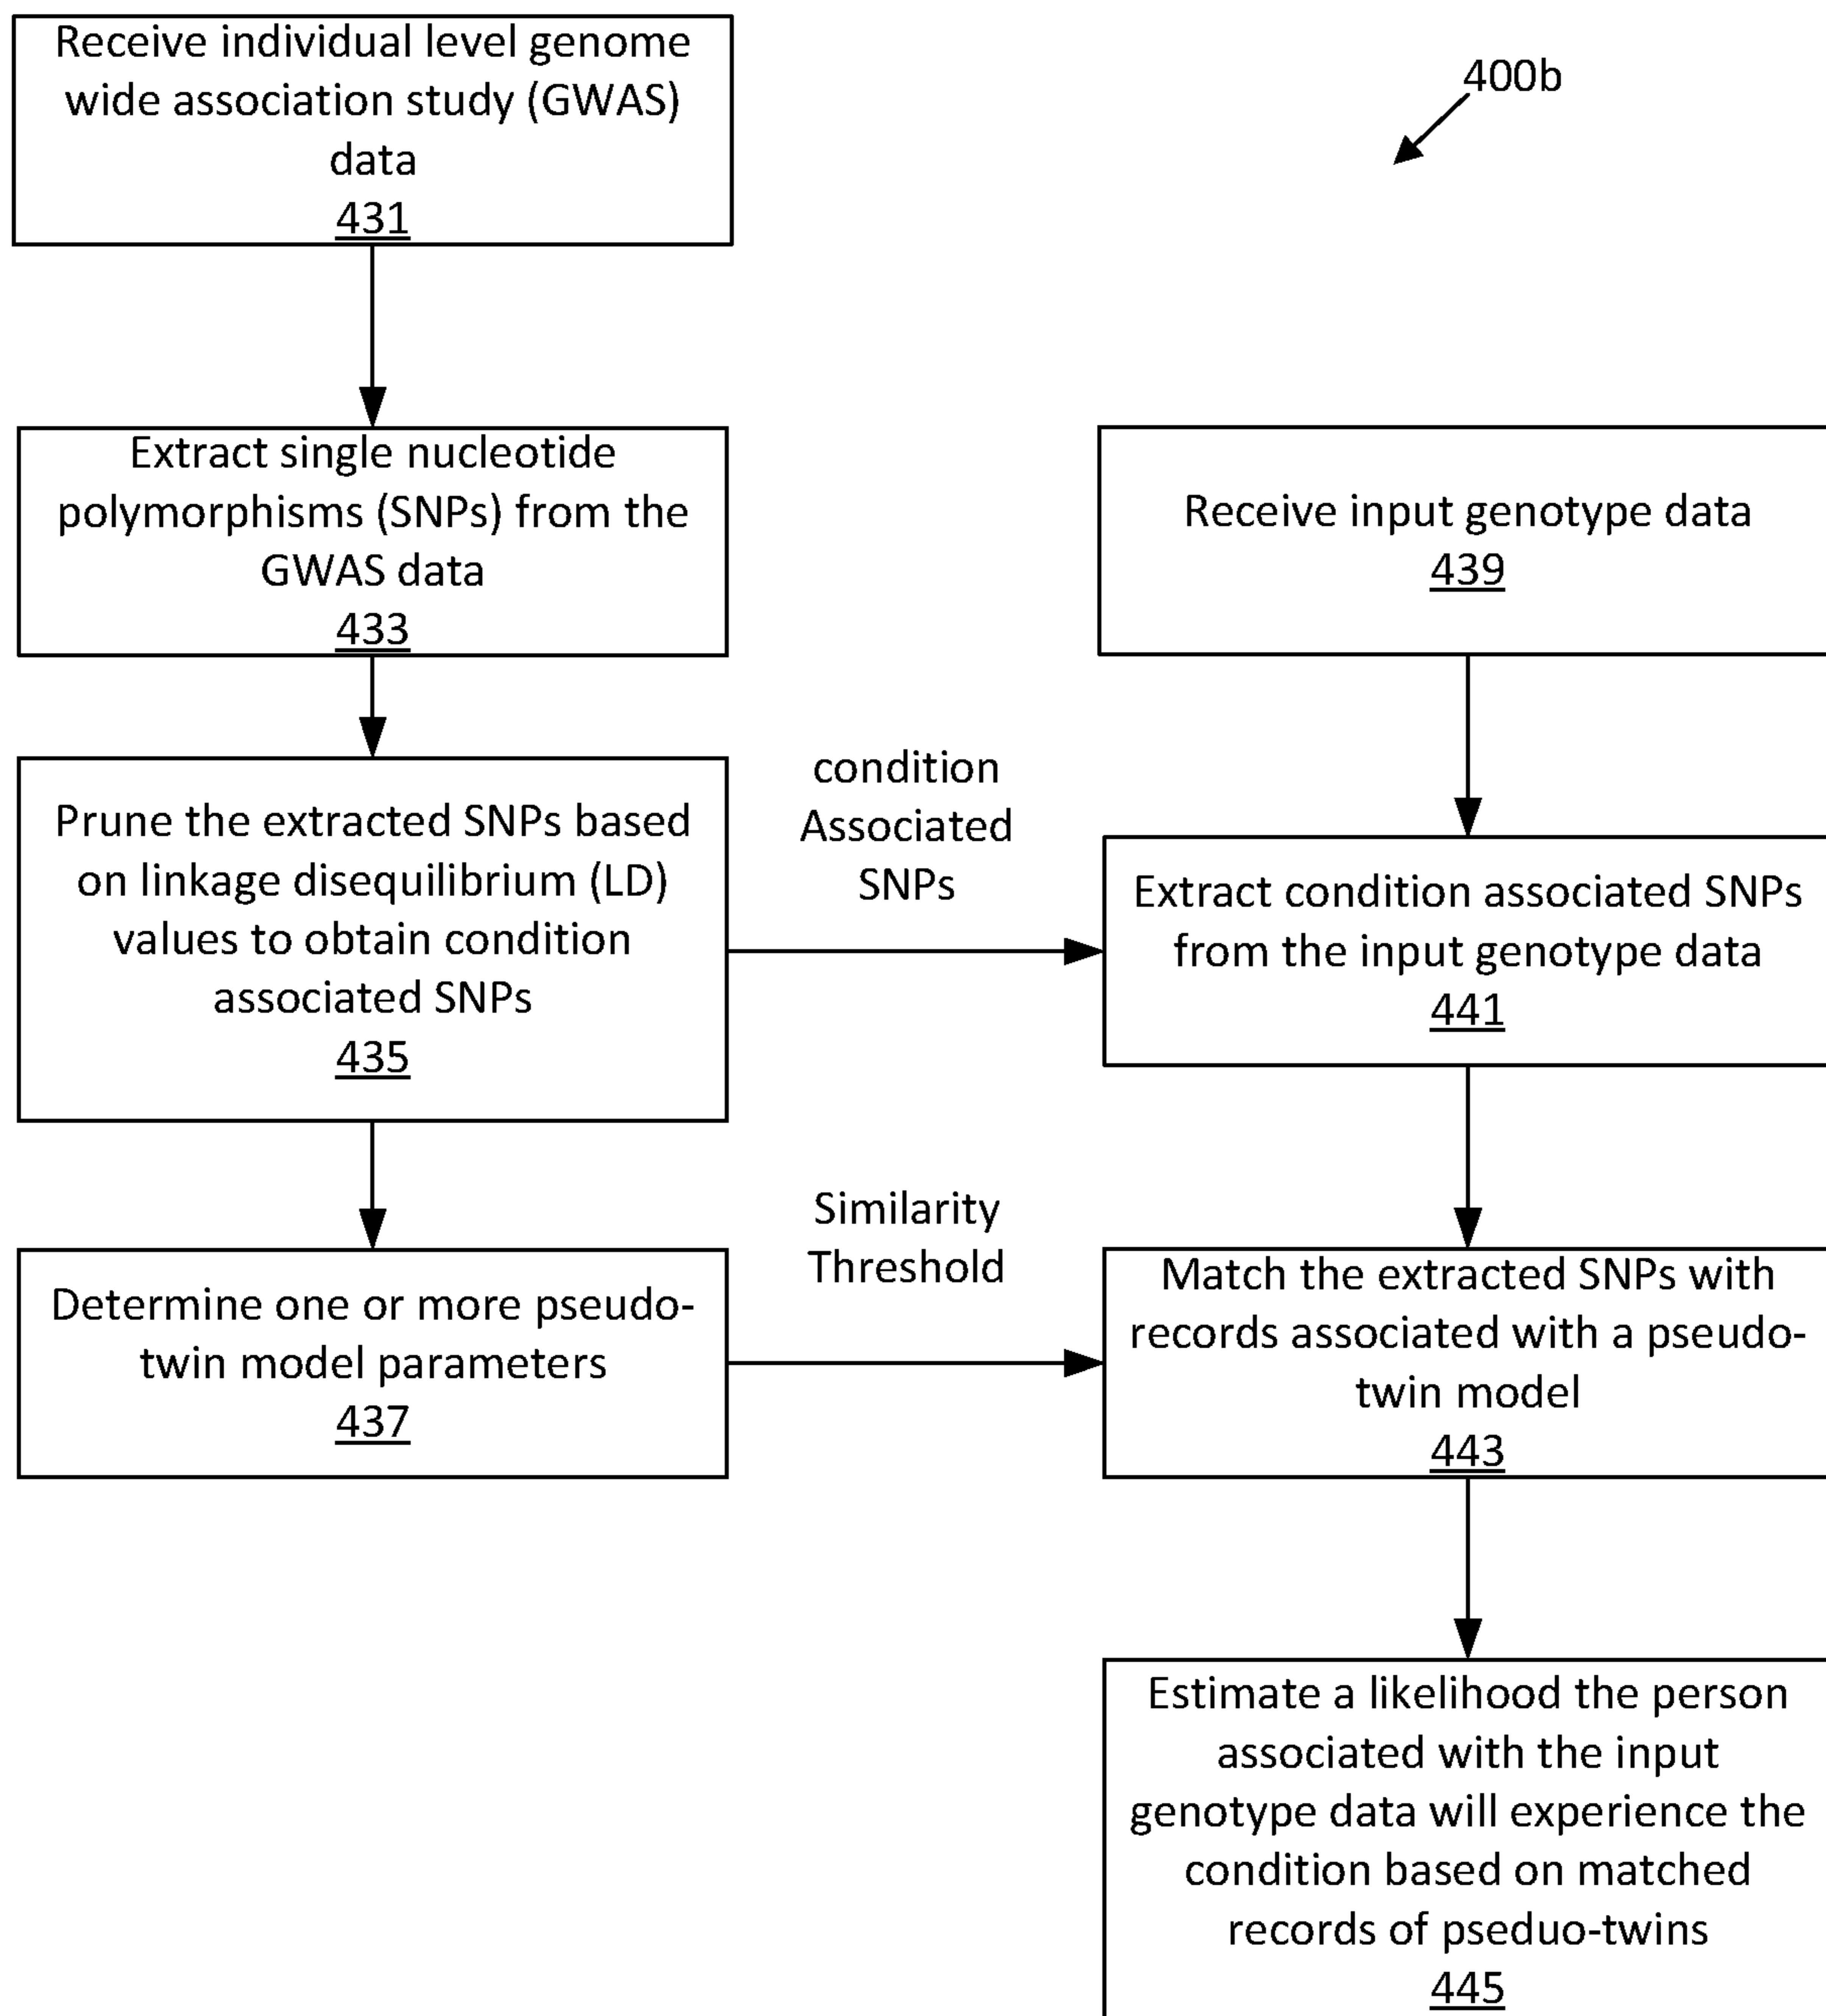 Receive individual level genome
wide association study (GWAS)
data
431
400b
Extract single nucleotide
polymorphisms (SNPs) from the
GWAS data
433
Receive input genotype data
439
Prune the extracted SNPs based
on linkage disequilibrium (LD)
values to obtain condition
associated SNPs
435
condition
Associated
SNPs
Extract condition associated SNPs
from the input genotype data
441
Determine one or more pseudo-
twin model parameters
437
Similarity
Threshold
Match the extracted SNPs with
records associated with a pseudo-
twin model
443
Estimate a likelihood the person
associated with the input
genotype data will experience the
condition based on matched
records of pseduo-twins
445